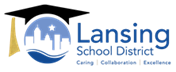 Lansing
School District
Caring | Collaboration | Excellence